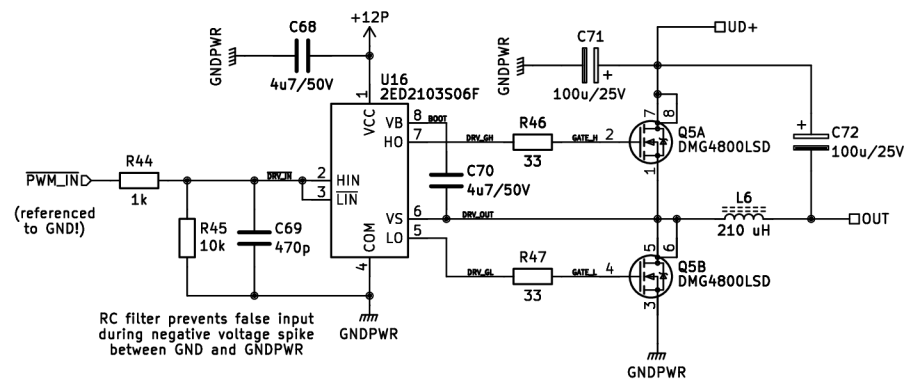 C68
4u7/50V
GNDPWR
+12P
U16
2ED2103S06F
1
VCC
VB
8
BOOT
HO
7
DRV_GH
R46
33
GATE_H
2
C71
100u/25V
+
GNDPWR
UD+
7
8
Q5A
DMG4800LSD
1
+
C72
100u/25V
PWM_IN
(referenced
to GND!)
R44
1k
DRV_IN
2
HIN
3
LIN
R45
10k
C69
470p
C70
4u7/50V
VS
6
DRV_OUT
LO
5
DRV_GL
COM
4
GNDPWR
R47
33
GATE_L
4
5
6
Q5B
DMG4800LSD
3
GNDPWR
L6
210 uH
OUT
RC filter prevents false input
during negative voltage spike
between GND and GNDPWR